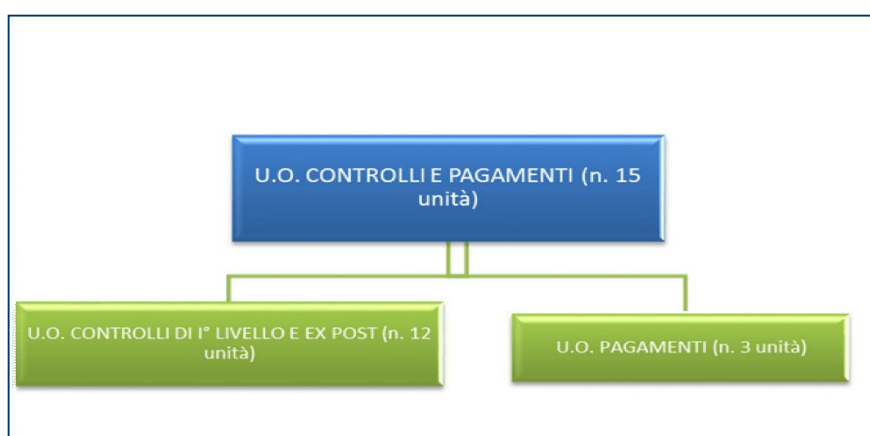 U.O. CONTROLLI E PAGAMENTI (n. 15
unità)
U.O. CONTROLLI DI I° LIVELLO E EX POST (n. 12
unità)
U.O. PAGAMENTI (n. 3 unità)